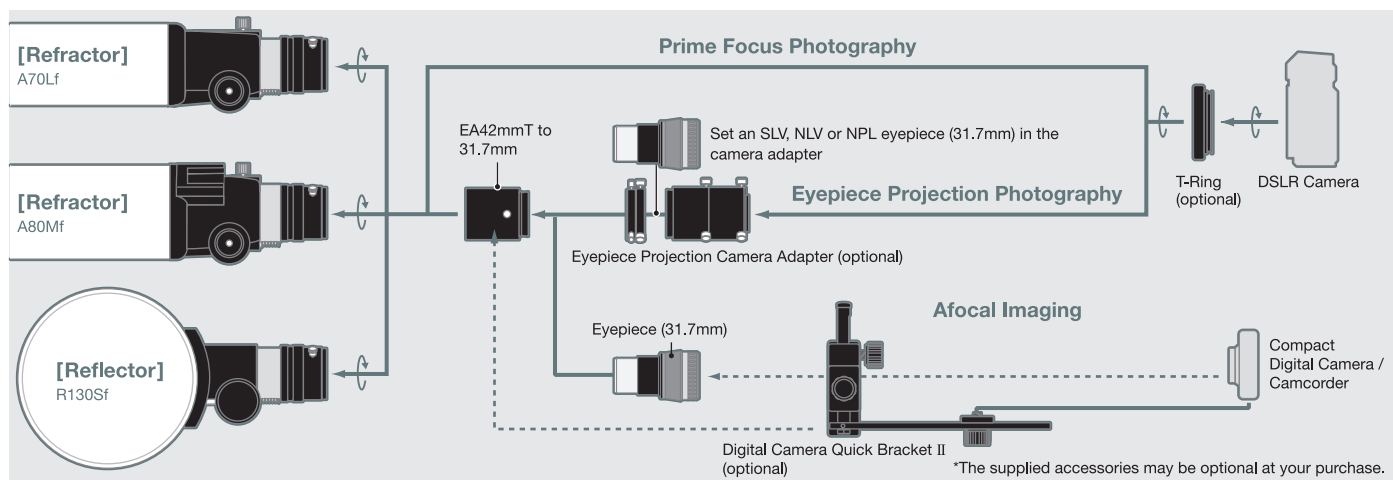 [Refractor]
A70Lf
Prime Focus Photography
EA42mmT to
31.7mm
Set an SLV, NLV or NPL eyepiece (31.7mm) in the
camera adapter
T-Ring
(optional)
DSLR Camera
[Refractor]
A80Mf
Eyepiece Projection Photography
Eyepiece Projection Camera Adapter (optional)
Afocal Imaging
Eyepiece (31.7mm)
[Reflector]
R130Sf
Compact
Digital Camera /
Camcorder
Digital Camera Quick Bracket II
(optional)
*The supplied accessories may be optional at your purchase.